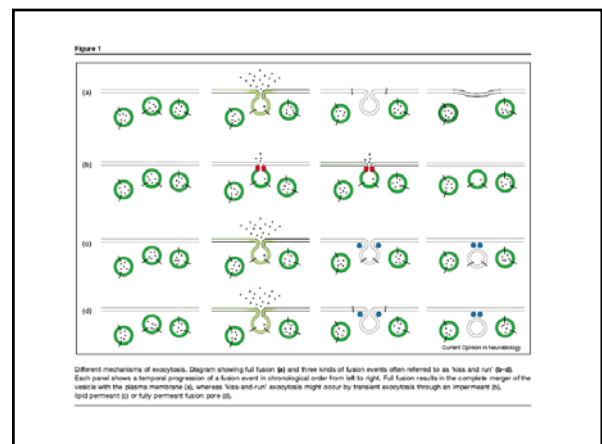 Figure 1
(a)
(b)
(c)
(d)
Current Opinion in Neurobiology
Different mechanisms of exocytosis. Diagram showing full fusion (a) and three kinds of fusion events often referred to as 'kiss and run' (b–d).
Each panel shows a temporal progression of a fusion event in chronological order from left to right. Full fusion results in the complete merger of the
vesicle with the plasma membrane (a), whereas 'kiss-and-run' exocytosis might occur by transient exocytosis through an impermeant (b),
lipid permeant (c) or fully permeant fusion pore (d).